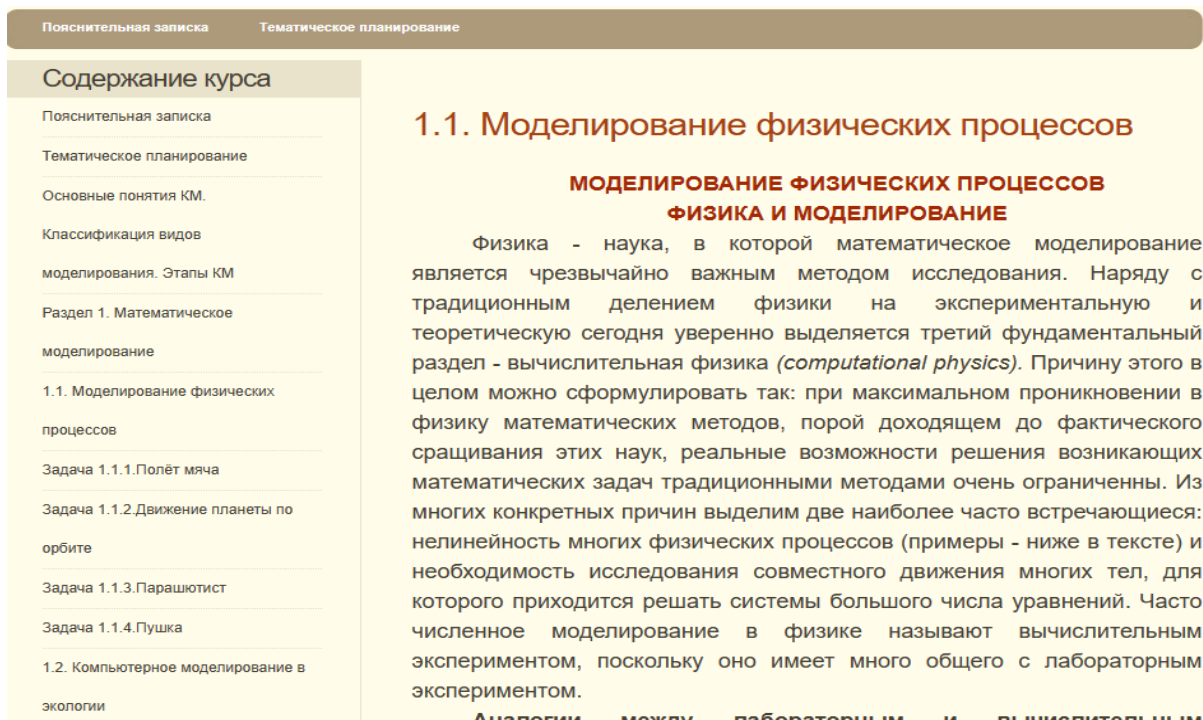 Пояснительная записка Тематическое планирование
Содержание курса
Пояснительная записка
Тематическое планирование
Основные понятия КМ.
Классификация видов
моделирования. Этапы КМ
Раздел 1. Математическое
моделирование
1.1. Моделирование физических
процессов
Задача 1.1.1.Полёт мяча
Задача 1.1.2.Движение планеты по
орбите
Задача 1.1.3.Парашютист
Задача 1.1.4.Пушка
1.2. Компьютерное моделирование в
экологии
1.1. Моделирование физических процессов
МОДЕЛИРОВАНИЕ ФИЗИЧЕСКИХ ПРОЦЕССОВ
ФИЗИКА И МОДЕЛИРОВАНИЕ
Физика - наука, в которой математическое моделирование
является чрезвычайно важным методом исследования. Наряду с
традиционным делением физики на экспериментальную и
теоретическую сегодня уверенно выделяется третий фундаментальный
раздел - вычислительная физика (computational physics). Причину этого в
целом можно сформулировать так: при максимальном проникновении в
физику математических методов, порой доходящем до фактического
сращивания этих наук, реальные возможности решения возникающих
математических задач традиционными методами очень ограниченны. Из
многих конкретных причин выделим две наиболее часто встречающиеся:
нелинейность многих физических процессов (примеры - ниже в тексте) и
необходимость исследования совместного движения многих тел, для
которого приходится решать системы большого числа уравнений. Часто
численное моделирование в физике называют вычислительным
экспериментом, поскольку оно имеет много общего с лабораторным
экспериментом.
Аналогии между лабораторным и вычислительным